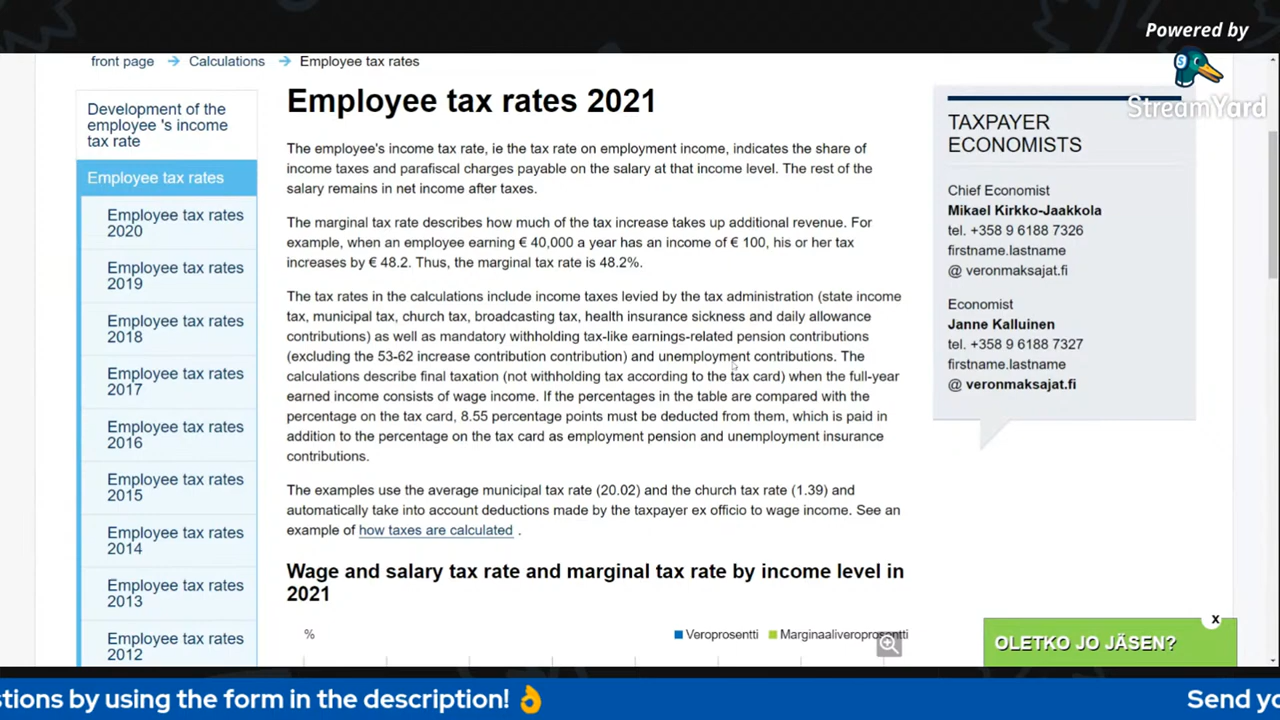 Powered by
StreamYard
front page → Calculations → Employee tax rates
Development of the
employee 's income
tax rate
Employee tax rates
Employee tax rates
2020
Employee tax rates
2019
Employee tax rates
2018
Employee tax rates
2017
Employee tax rates
2016
Employee tax rates
2015
Employee tax rates
2014
Employee tax rates
2013
Employee tax rates
2012
Employee tax rates 2021
The employee's income tax rate, ie the tax rate on employment income, indicates the share of
income taxes and parafiscal charges payable on the salary at that income level. The rest of the
salary remains in net income after taxes.
The marginal tax rate describes how much of the tax increase takes up additional revenue. For
example, when an employee earning € 40,000 a year has an income of € 100, his or her tax
increases by € 48.2. Thus, the marginal tax rate is 48.2%.
The tax rates in the calculations include income taxes levied by the tax administration (state income
tax, municipal tax, church tax, broadcasting tax, health insurance sickness and daily allowance
contributions) as well as mandatory withholding tax-like earnings-related pension contributions
(excluding the 53-62 increase contribution contribution) and unemployment contributions. The
calculations describe final taxation (not withholding tax according to the tax card) when the full-year
earned income consists of wage income. If the percentages in the table are compared with the
percentage on the tax card, 8.55 percentage points must be deducted from them, which is paid in
addition to the percentage on the tax card as employment pension and unemployment insurance
contributions.
The examples use the average municipal tax rate (20.02) and the church tax rate (1.39) and
automatically take into account deductions made by the taxpayer ex officio to wage income. See an
example of how taxes are calculated .
Wage and salary tax rate and marginal tax rate by income level in
2021
%
Veroprosentti Marginaaliveroprosentti
TAXPAYER
ECONOMISTS
Chief Economist
Mikael Kirkko-Jaakkola
tel. +358 9 6188 7326
firstname.lastname
@ veronmaksajat.fi
Economist
Janne Kalluinen
tel. +358 9 6188 7327
firstname.lastname
@ veronmaksajat.fi
x
OLETKO JO JÄSEN?
stions by using the form in the description! 👌 Send yo